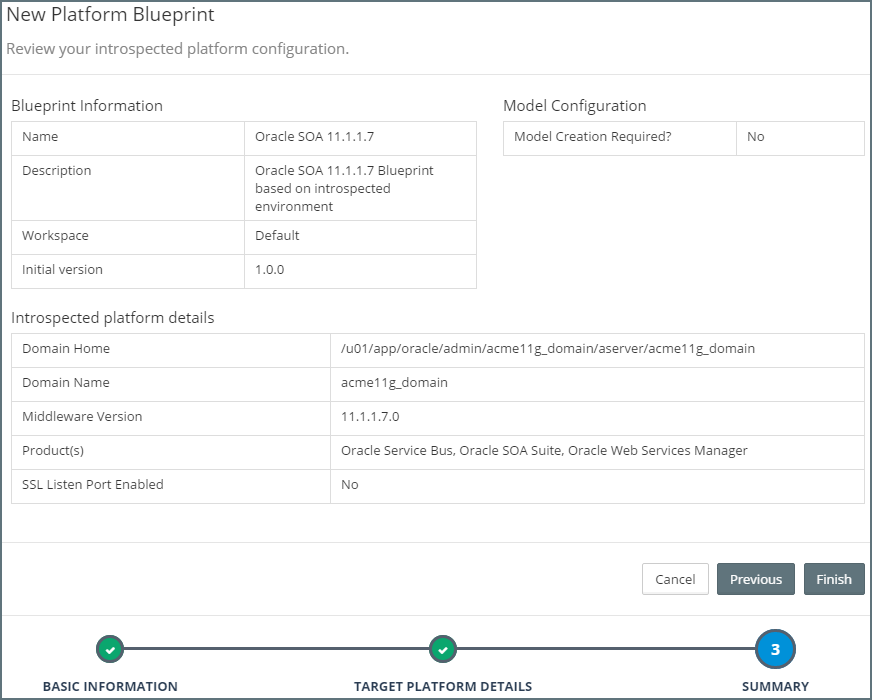 New Platform Blueprint
Review your introspected platform configuration.
Blueprint Information
Name Oracle SOA 11.1.1.7
Description Oracle SOA 11.1.1.7 Blueprint
based on introspected
environment
Workspace Default
Initial version 1.0.0
Model Configuration
Model Creation Required? No
Introspected platform details
Domain Home /u01/app/oracle/admin/acme11g_domain/aserver/acme11g_domain
Domain Name acme11g_domain
Middleware Version 11.1.1.7.0
Product(s) Oracle Service Bus, Oracle SOA Suite, Oracle Web Services Manager
SSL Listen Port Enabled No
Cancel Previous Finish
3
BASIC INFORMATION TARGET PLATFORM DETAILS SUMMARY